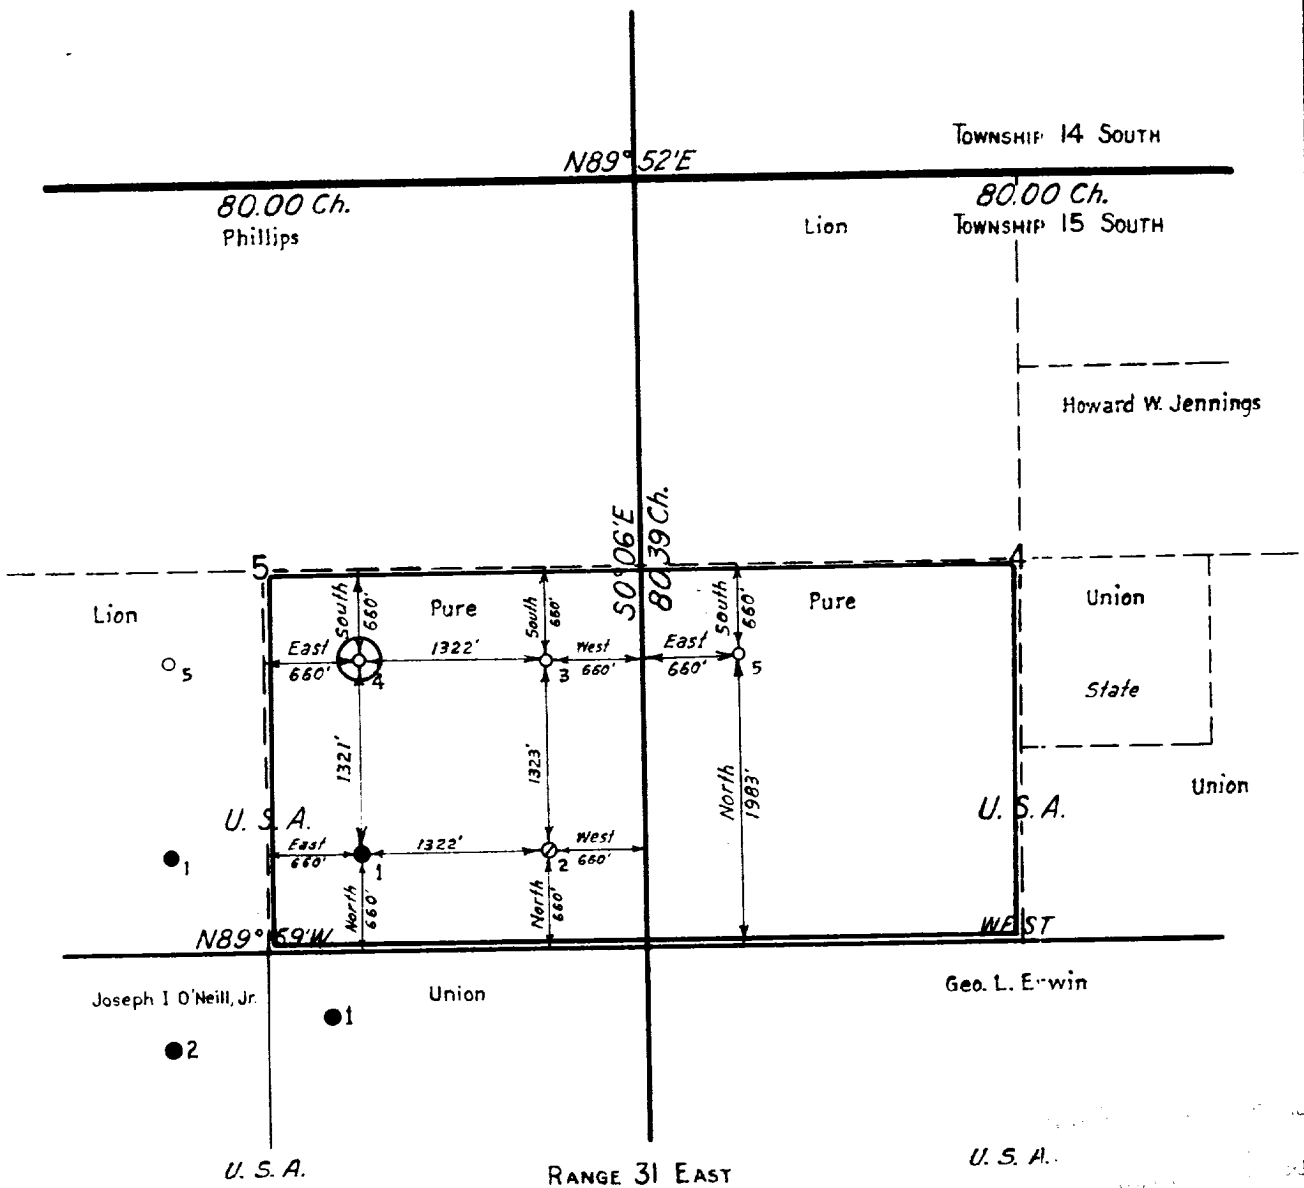 TOWNSHIP 14 SOUTH
N89°52'E
80.00 Ch.
80.00 Ch.
Phillips
Lion
TOWNSHIP 15 SOUTH
Howard W. Jennings
S0°06'E
80.39 Ch.
5
4
Lion
South
660'
Pure
South
660'
South
660'
Pure
Union
East
660'
1322'
West
660'
East
660'
5
4
3
5
State
1321'
1323'
North
1983'
Union
U. S. A.
U. S. A.
East
660'
1322'
West
660'
1
1
2
North
660'
North
660'
N89°59'W
WEST
Joseph I O'Neill, Jr.
Union
Geo. L. Erwin
1
2
U. S. A.
RANGE 31 EAST
U. S. A.